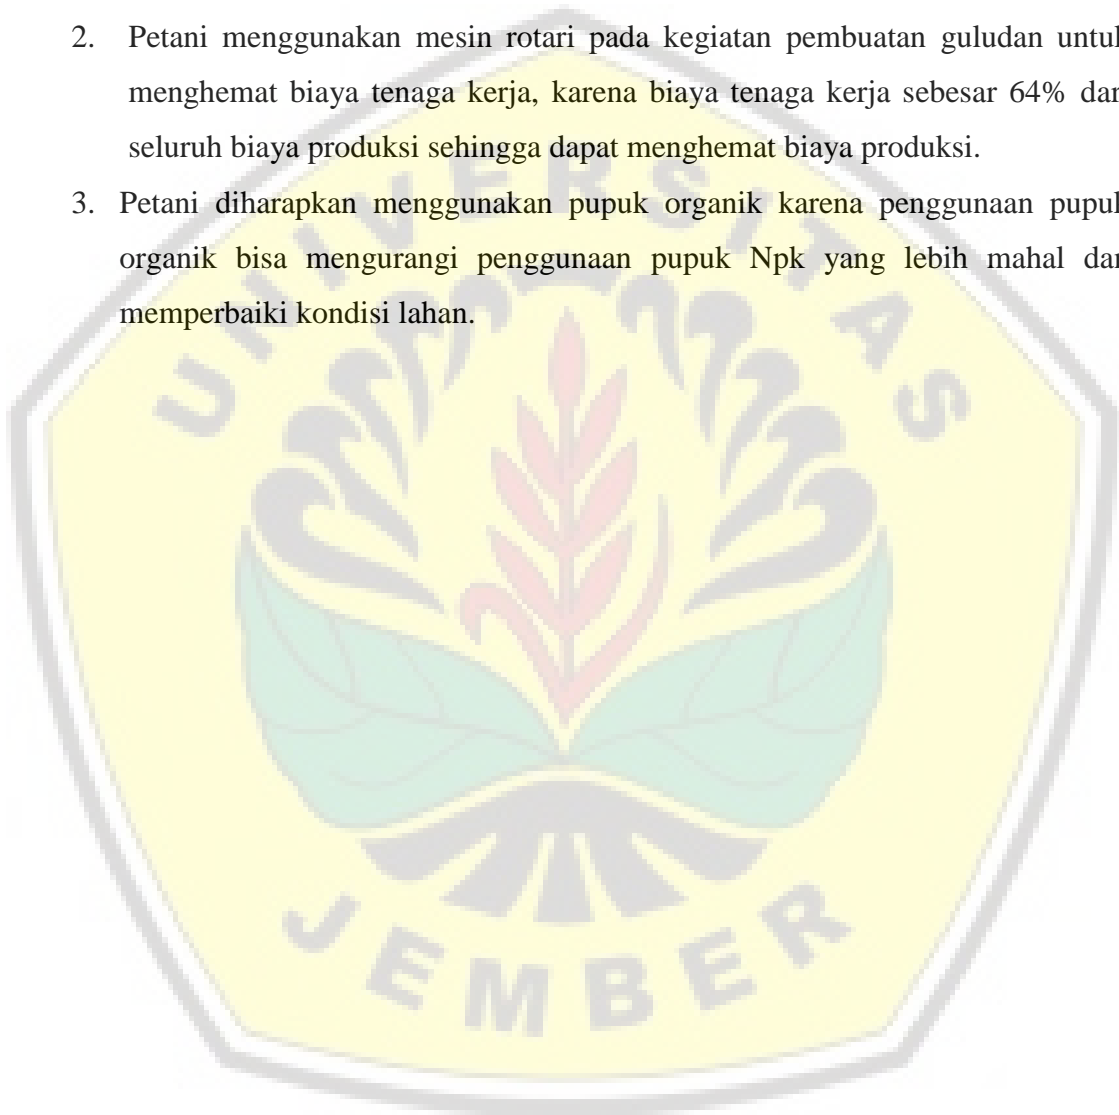 2. Petani menggunakan mesin rotari pada kegiatan pembuatan guludan untuk
menghemat biaya tenaga kerja, karena biaya tenaga kerja sebesar 64% dari
seluruh biaya produksi sehingga dapat menghemat biaya produksi.
3. Petani diharapkan menggunakan pupuk organik karena penggunaan pupuk
organik bisa mengurangi penggunaan pupuk Npk yang lebih mahal dan
memperbaiki kondisi lahan.
UNIVERSITAS
JEMBER